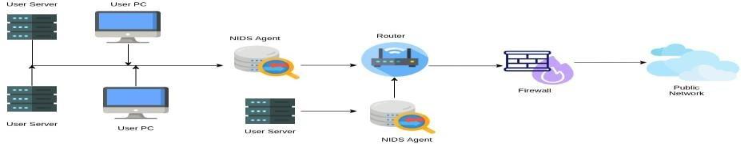 User Server
User PC
NIDS Agent
Router
Firewall
Public
Network
User Server
User PC
User Server
NIDS Agent